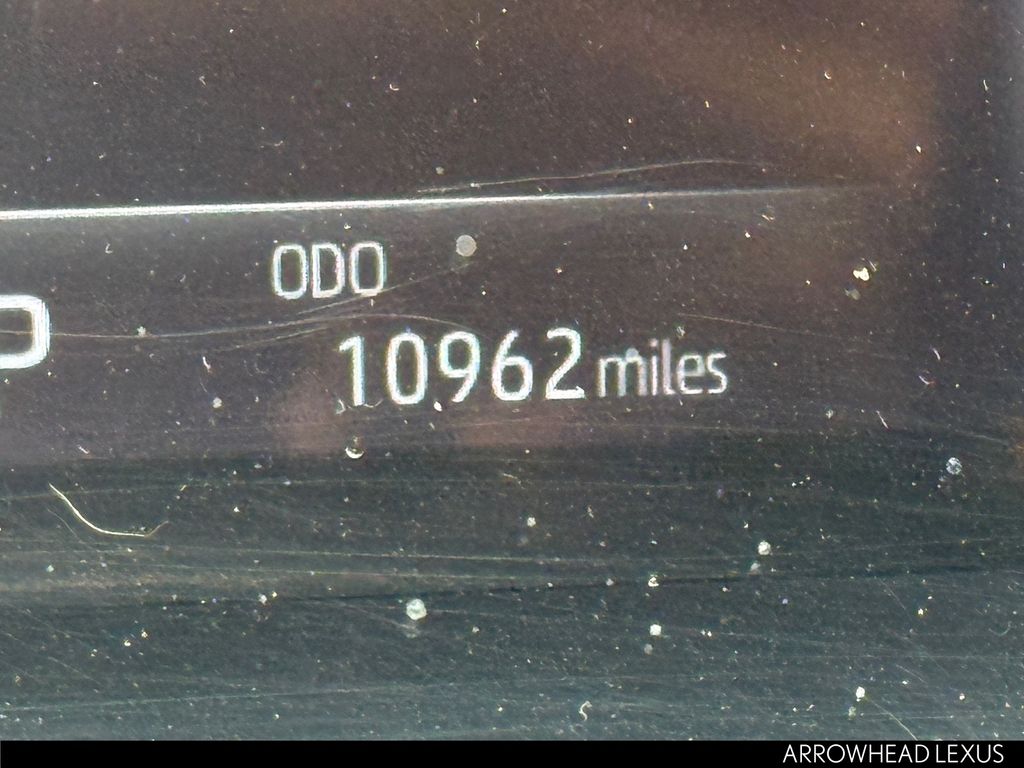 ODO
10962 miles
ARROWHEAD LEXUS